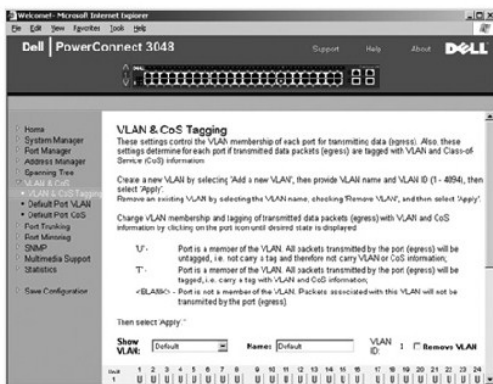 Welcome! - Microsoft Internet Explorer
File Edit View Favorites Tools Help
Dell | PowerConnect 3048
Support Help About DELL
Home
System Manager
Port Manager
Address Manager
Spanning Tree
VLAN & CoS
VLAN & CoS Tagging
Default Port VLAN
Default Port CoS
Port Trunking
Port Mirroring
SNMP
Multimedia Support
Statistics
Save Configuration
VLAN & CoS Tagging
These settings control the VLAN membership of each port for transmitting data (egress). Also, these
settings determine for each port if transmitted data packets (egress) are tagged with VLAN and Class-of-
Service (CoS) information
Create a new VLAN by selecting 'Add a new VLAN', then provide VLAN name and VLAN ID (1 - 4094), then
select 'Apply'.
Remove an existing VLAN by selecting the VLAN name, checking 'Remove VLAN', and then select 'Apply'.
Change VLAN membership and tagging of transmitted data packets (egress) with VLAN and CoS
information by clicking on the port icon until desired state is displayed
'U' - Port is a member of the VLAN. All packets transmitted by the port (egress) will be
untagged, i.e. not carry a tag and therefore not carry VLAN or CoS information;
'T' - Port is a member of the VLAN. All packets transmitted by the port (egress) will be
tagged, i.e. carry a tag with VLAN and CoS information;
<BLANK> - Port is not a member of the VLAN. Packets associated with this VLAN will not be
transmitted by the port (egress).
Then select 'Apply'."
Show VLAN: Default Name: Default VLAN ID: 1 Remove VLAN
Unit 1 2 3 4 5 6 7 8 9 10 11 12 13 14 15 16 17 18 19 20 21 22 23 24
1 U U U U U U U U U U U U U U U U U U U U U U U U